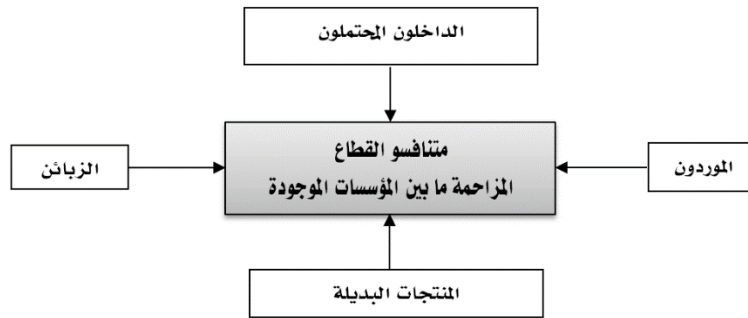 الداخلون المحتملون
متنافسو القطاع
المزاحمة ما بين المؤسسات الموجودة
الموردون
الزبائن
المنتجات البديلة